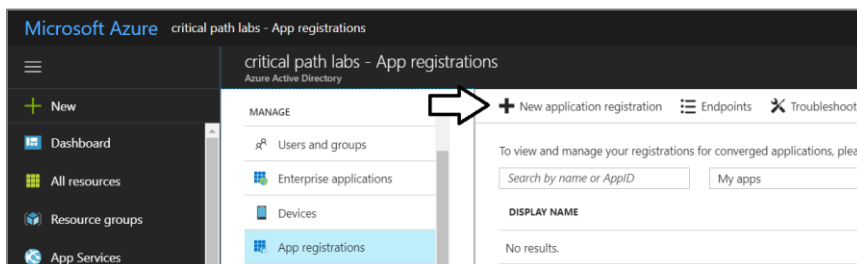 Microsoft Azure critical path labs - App registrations
critical path labs - App registrations
Azure Active Directory
New
Dashboard
All resources
Resource groups
App Services
MANAGE
Users and groups
Enterprise applications
Devices
App registrations
New application registration Endpoints Troubleshoot
To view and manage your registrations for converged applications, plea
Search by name or AppID My apps
DISPLAY NAME
No results.